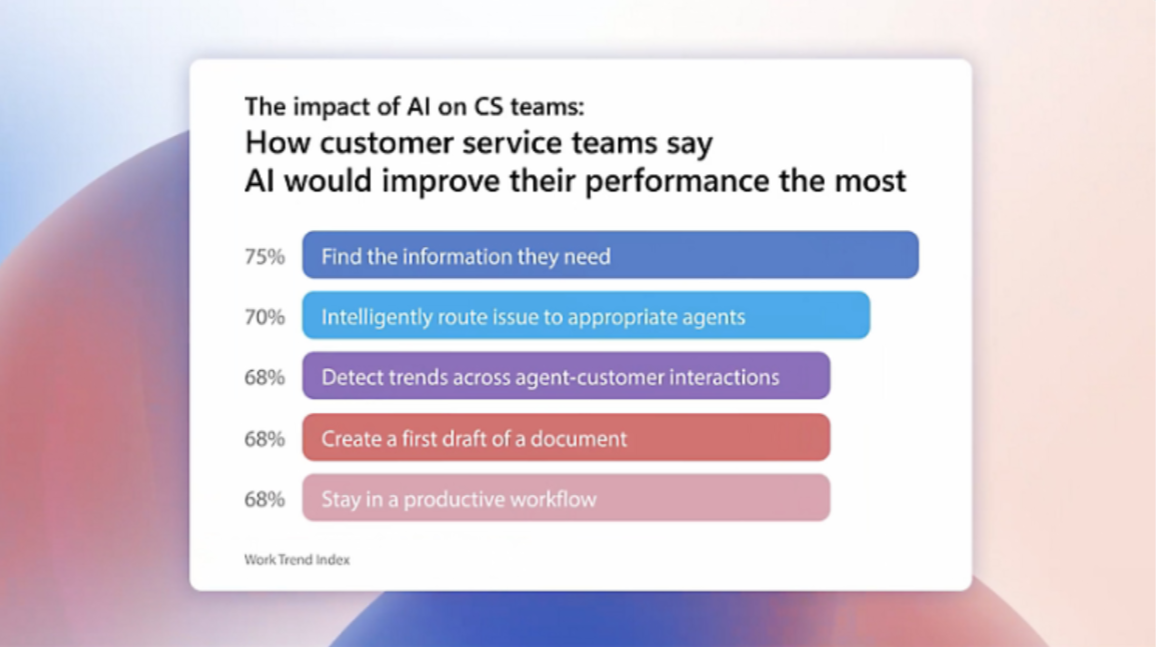 The impact of AI on CS teams:
How customer service teams say
AI would improve their performance the most
75% Find the information they need
70% Intelligently route issue to appropriate agents
68% Detect trends across agent-customer interactions
68% Create a first draft of a document
68% Stay in a productive workflow
Work Trend Index